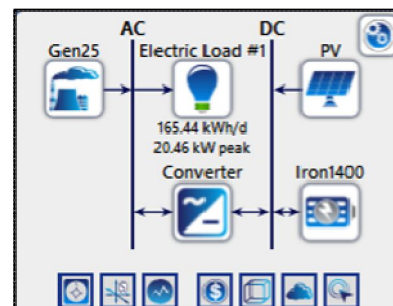 AC DC
Gen25 Electric Load #1 PV
165.44 kWh/d
20.46 kW peak
Converter Iron1400